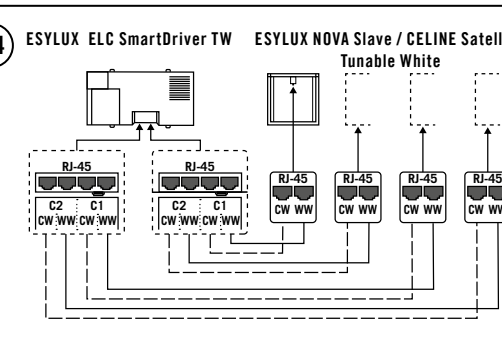 4
ESYLUX ELC SmartDriver TW
ESYLUX NOVA Slave / CELINE Satell
Tunable White
RJ-45 RJ-45 RJ-45 RJ-45 RJ-45 RJ-45
C2 C1 C2 C1
CW WW CW WW CW WW CW WW CW WW CW WW CW WW CW WW